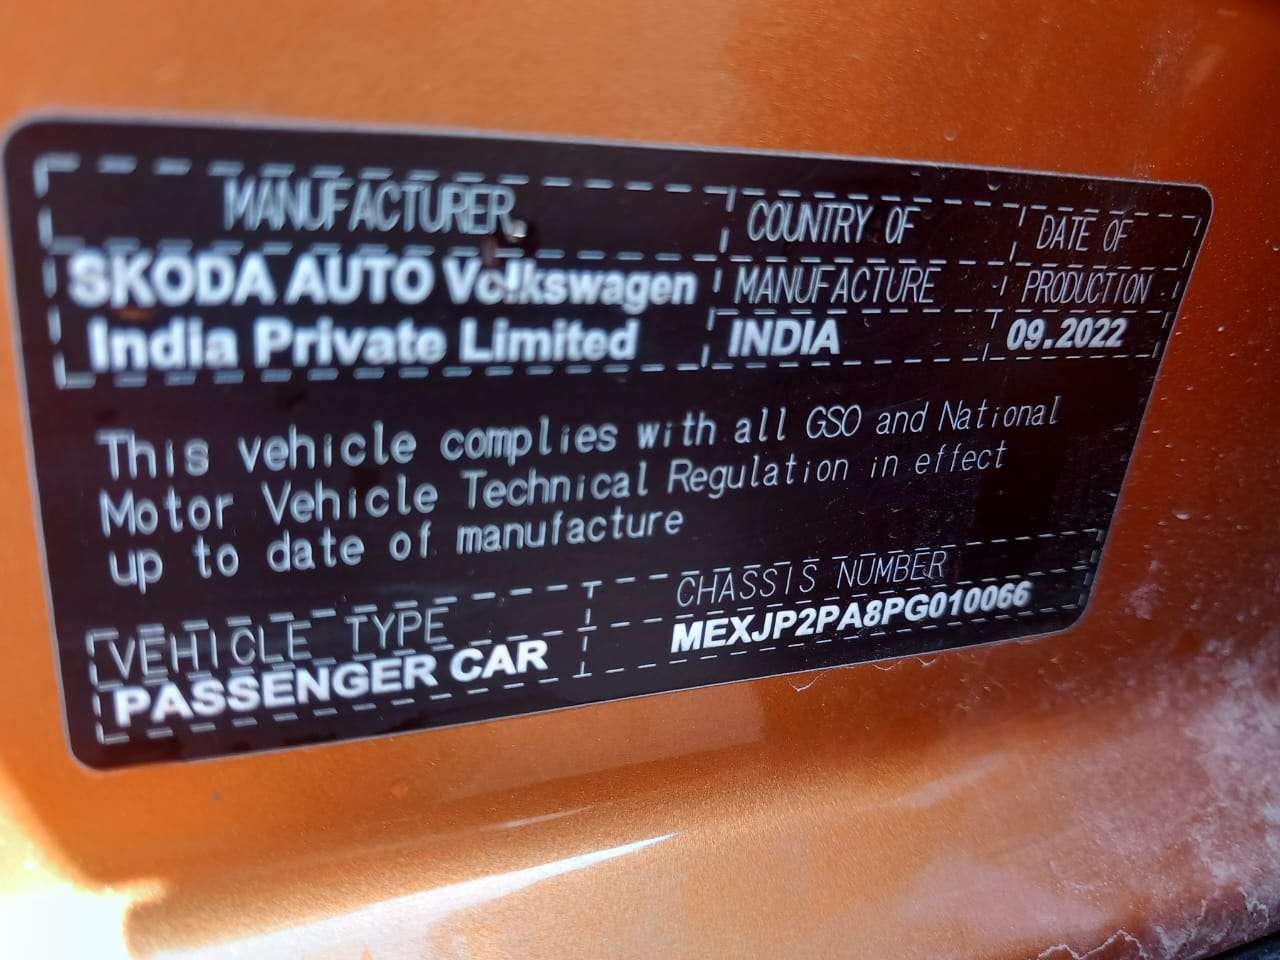 MANUFACTURER
SKODA AUTO Volkswagen
India Private Limited
COUNTRY OF
MANUFACTURE
INDIA
DATE OF
PRODUCTION
09.2022
This vehicle complies with all GSO and National
Motor Vehicle Technical Regulation in effect
up to date of manufacture
VEHICLE TYPE
PASSENGER CAR
CHASSIS NUMBER
MEXJP2PA8PG010066